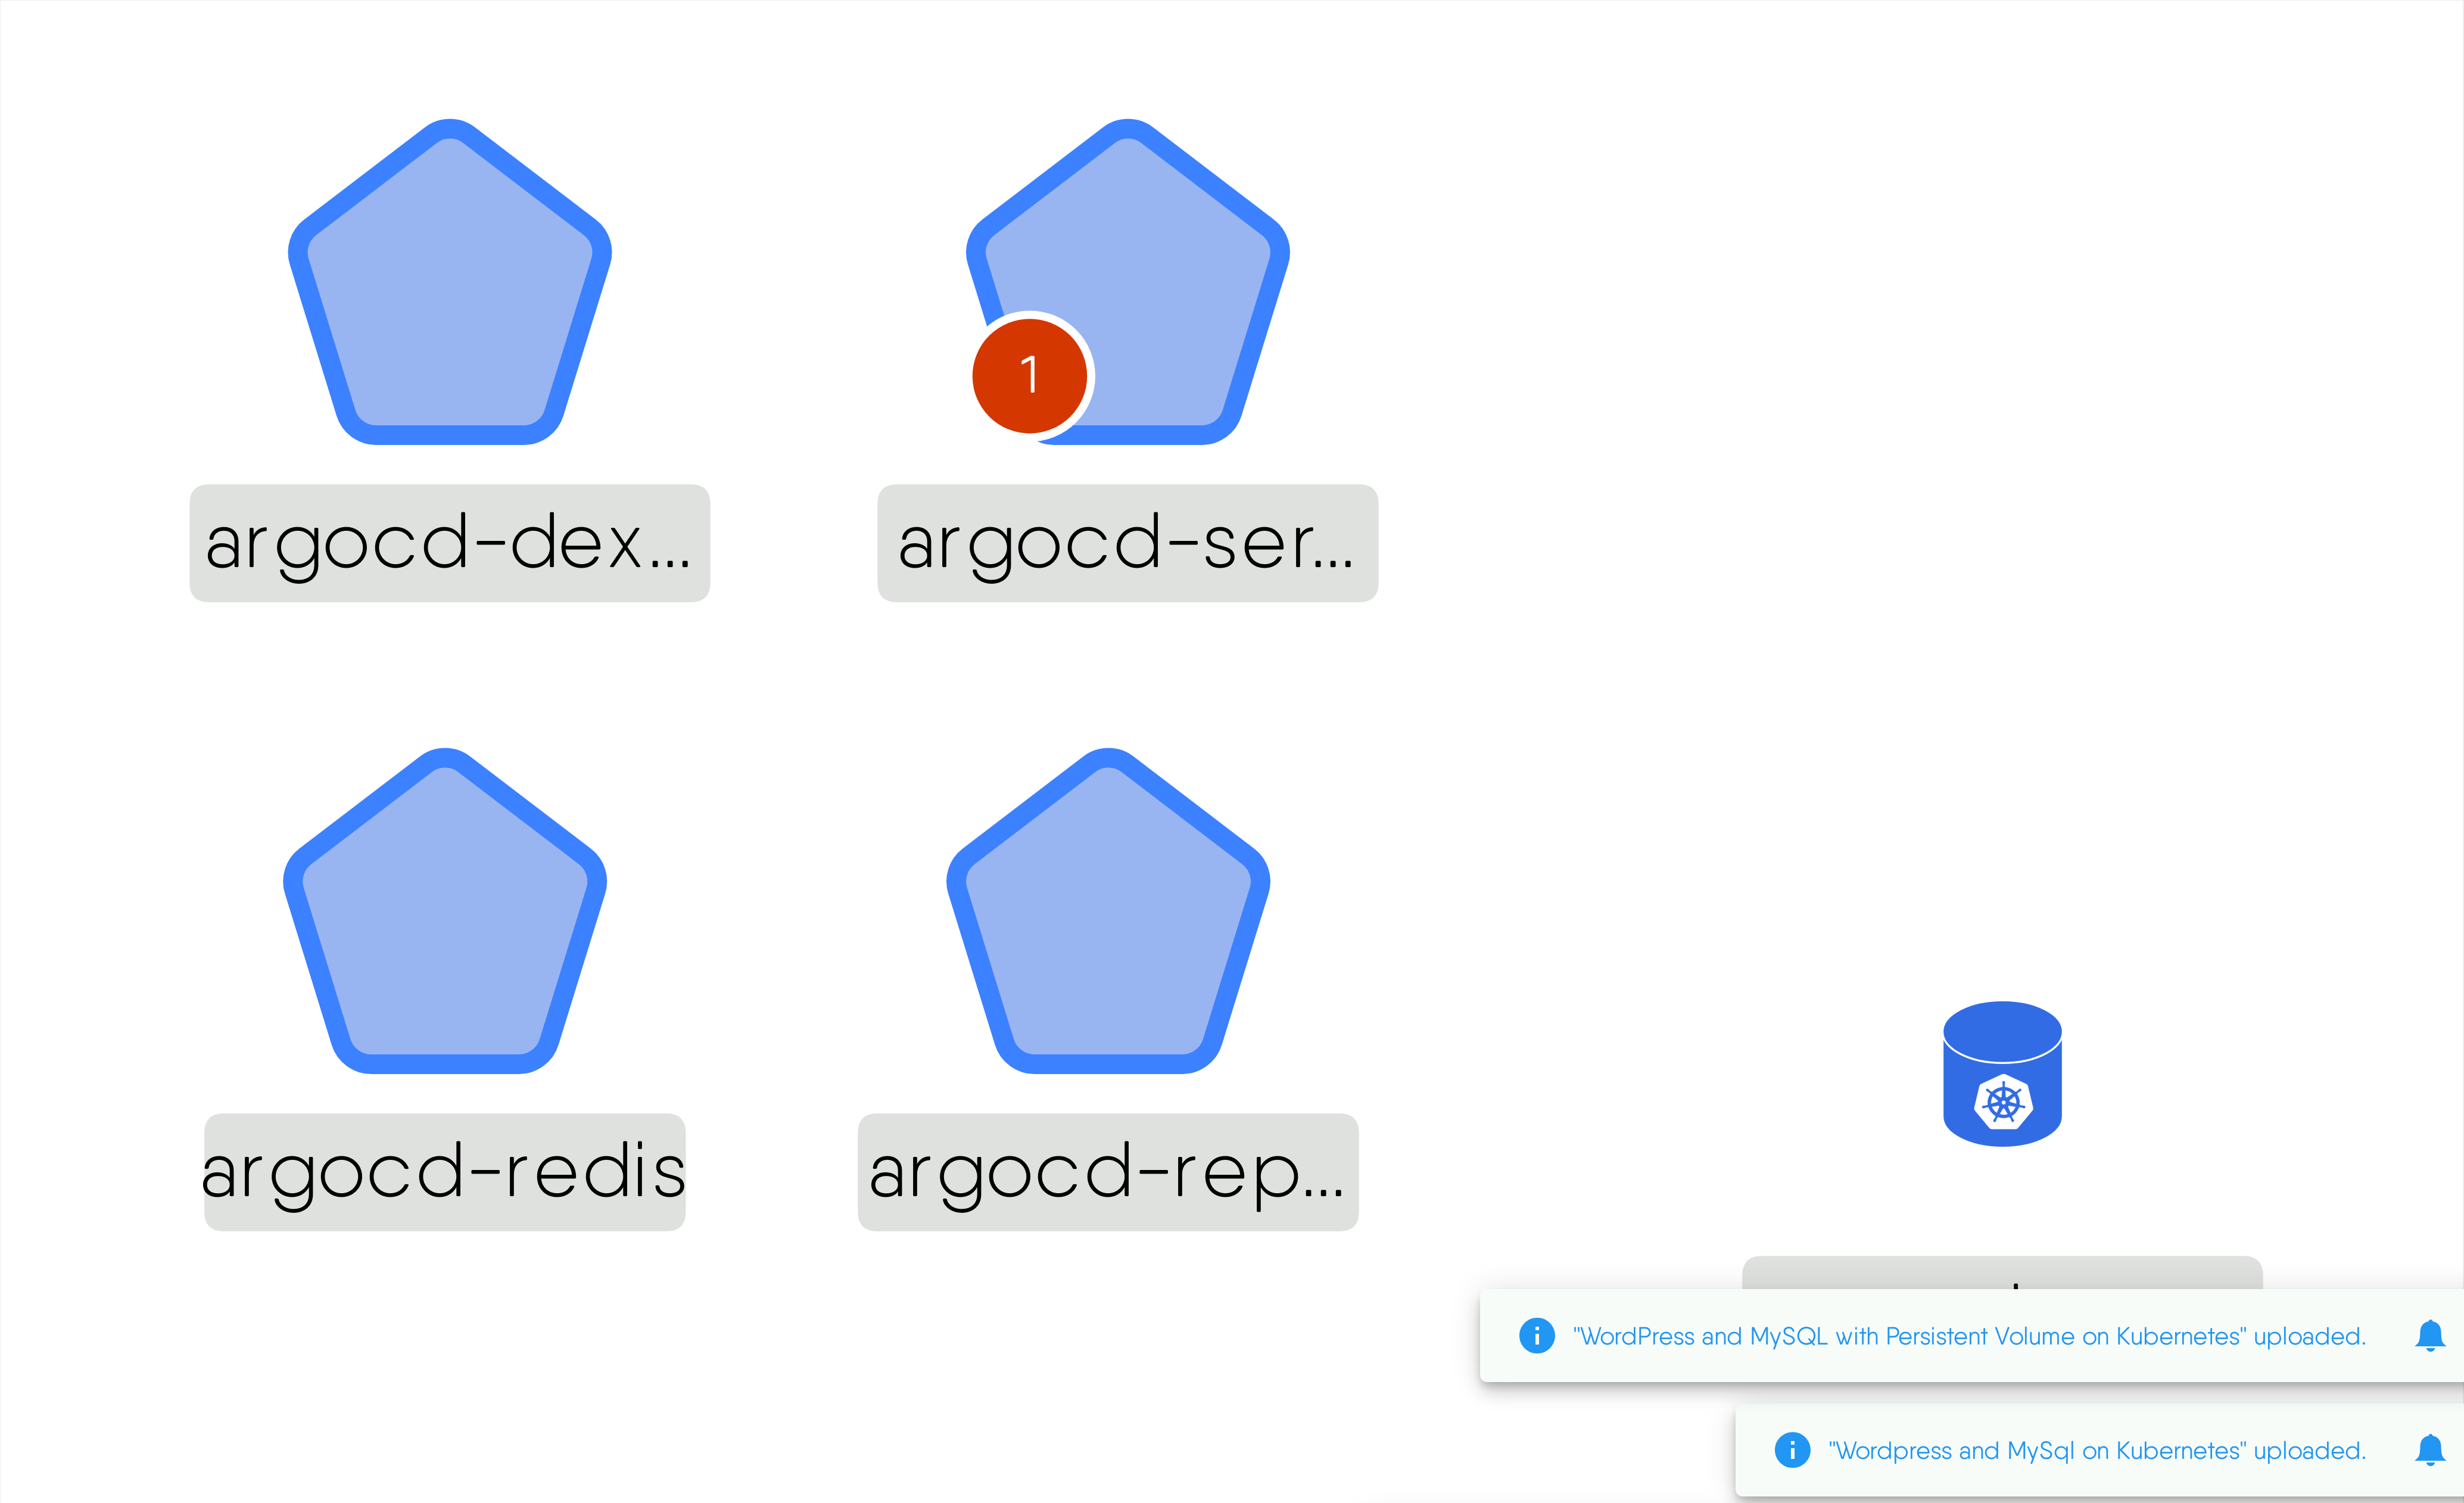 1
argocd-dex...
argocd-ser...
argocd-redis
argocd-rep...
"WordPress and MySQL with Persistent Volume on Kubernetes" uploaded.
"Wordpress and MySql on Kubernetes" uploaded.